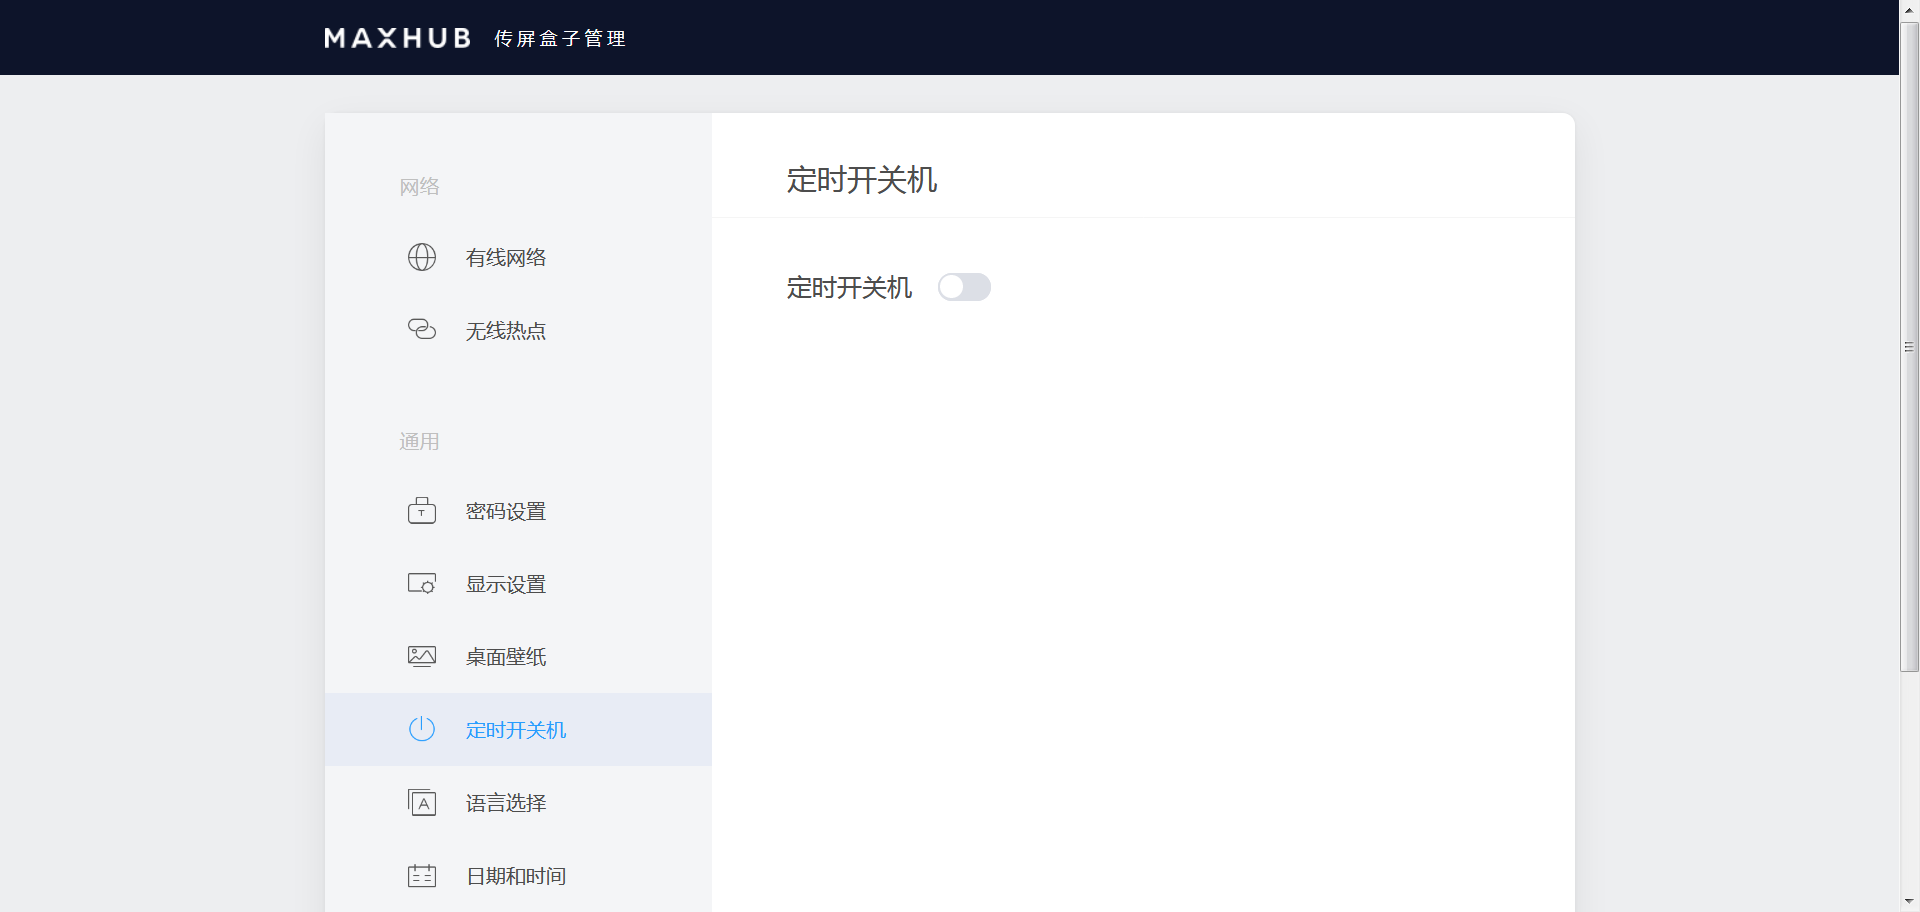 MAXHUB 传屏盒子管理
网络
有线网络
无线热点
通用
密码设置
显示设置
桌面壁纸
定时开关机
语言选择
日期和时间
定时开关机
定时开关机